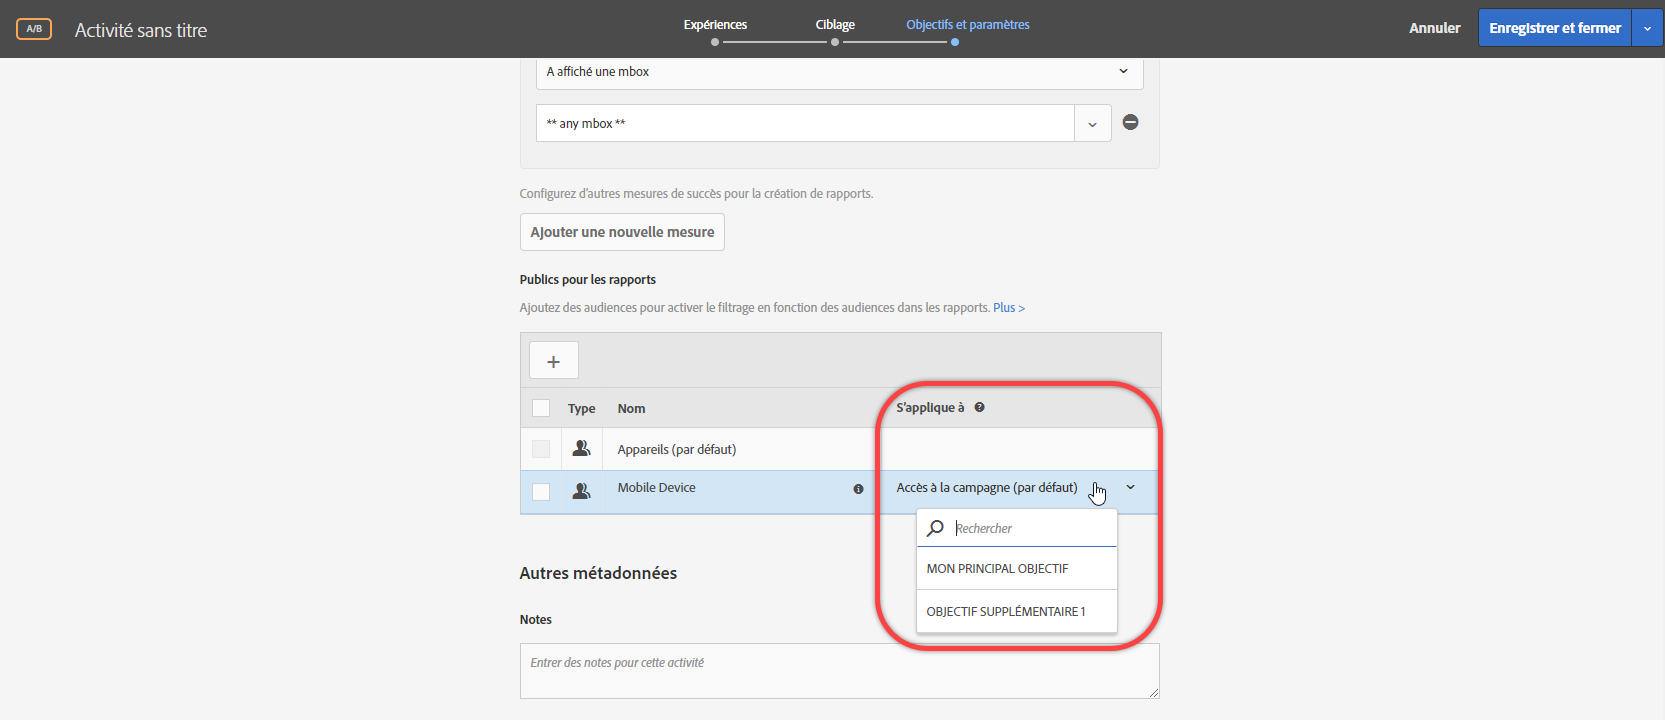 A/B
Activité sans titre
Expériences
Ciblage
Objectifs et paramètres
Annuler
Enregistrer et fermer
A affiché une mbox
** any mbox **
Configurez d'autres mesures de succès pour la création de rapports.
Ajouter une nouvelle mesure
Publics pour les rapports
Ajoutez des audiences pour activer le filtrage en fonction des audiences dans les rapports. Plus >
+
Type Nom S'applique à
Appareils (par défaut)
Mobile Device Accès à la campagne (par défaut)
Rechercher
MON PRINCIPAL OBJECTIF
OBJECTIF SUPPLÉMENTAIRE 1
Autres métadonnées
Notes
Entrer des notes pour cette activité